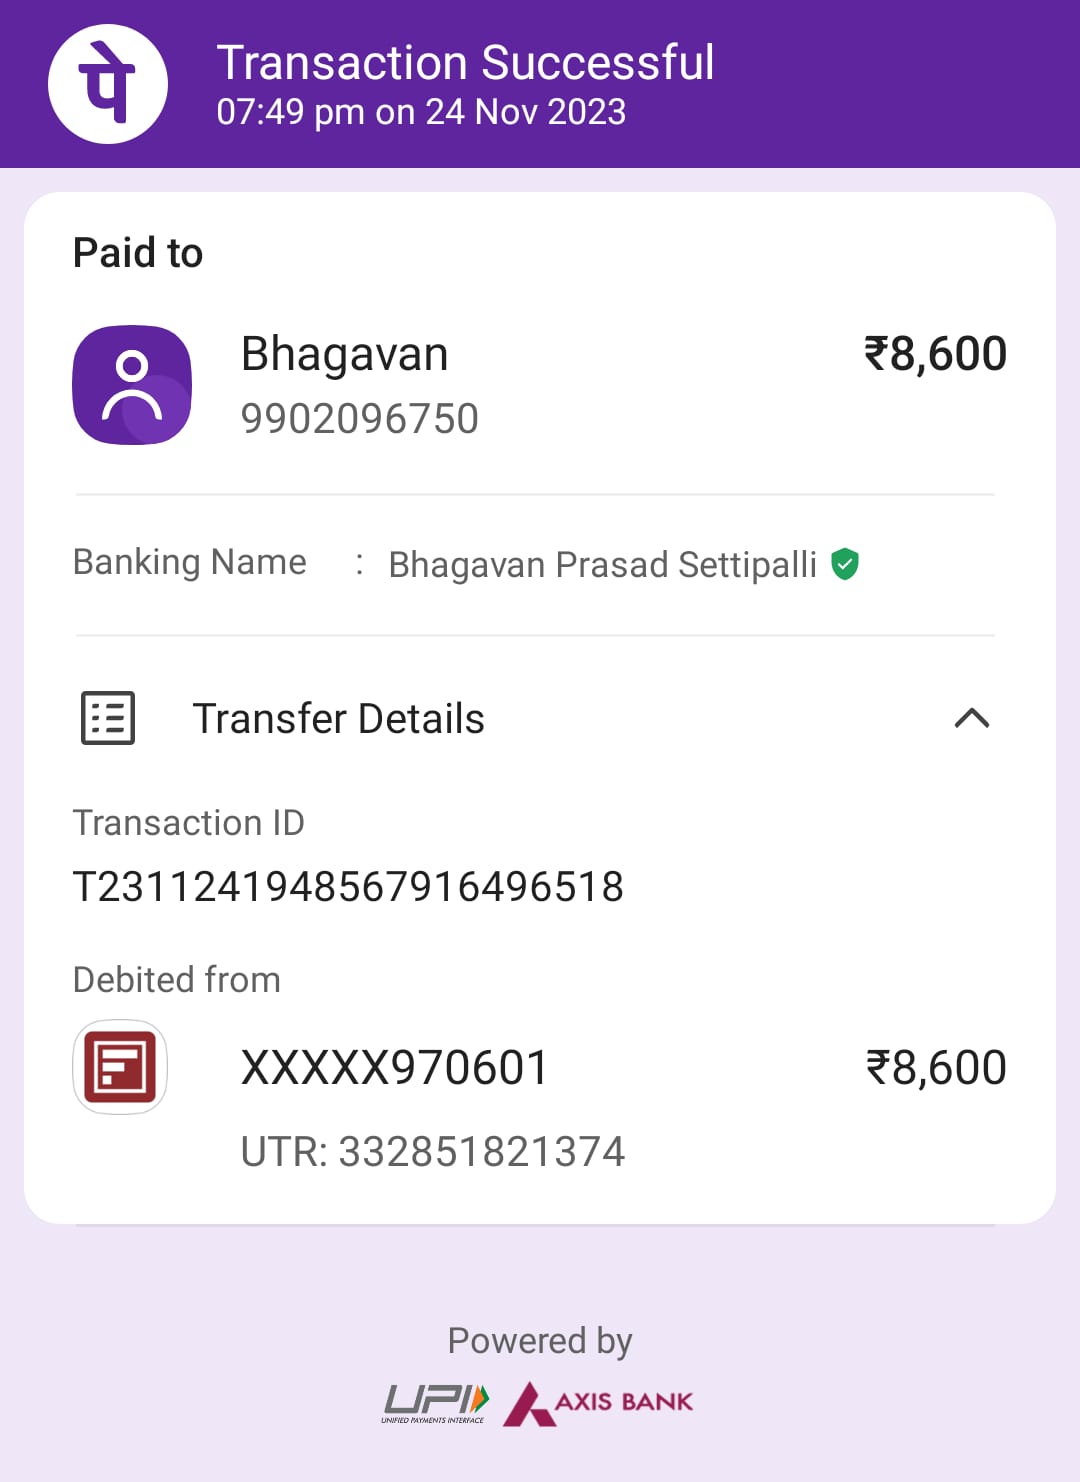 पे
Transaction Successful
07:49 pm on 24 Nov 2023
Paid to
Bhagavan
₹8,600
9902096750
Banking Name : Bhagavan Prasad Settipalli
Transfer Details
Transaction ID
T2311241948567916496518
Debited from
XXXXX970601
₹8,600
UTR: 332851821374
Powered by
UPI
UNIFIED PAYMENTS INTERFACE
AXIS BANK